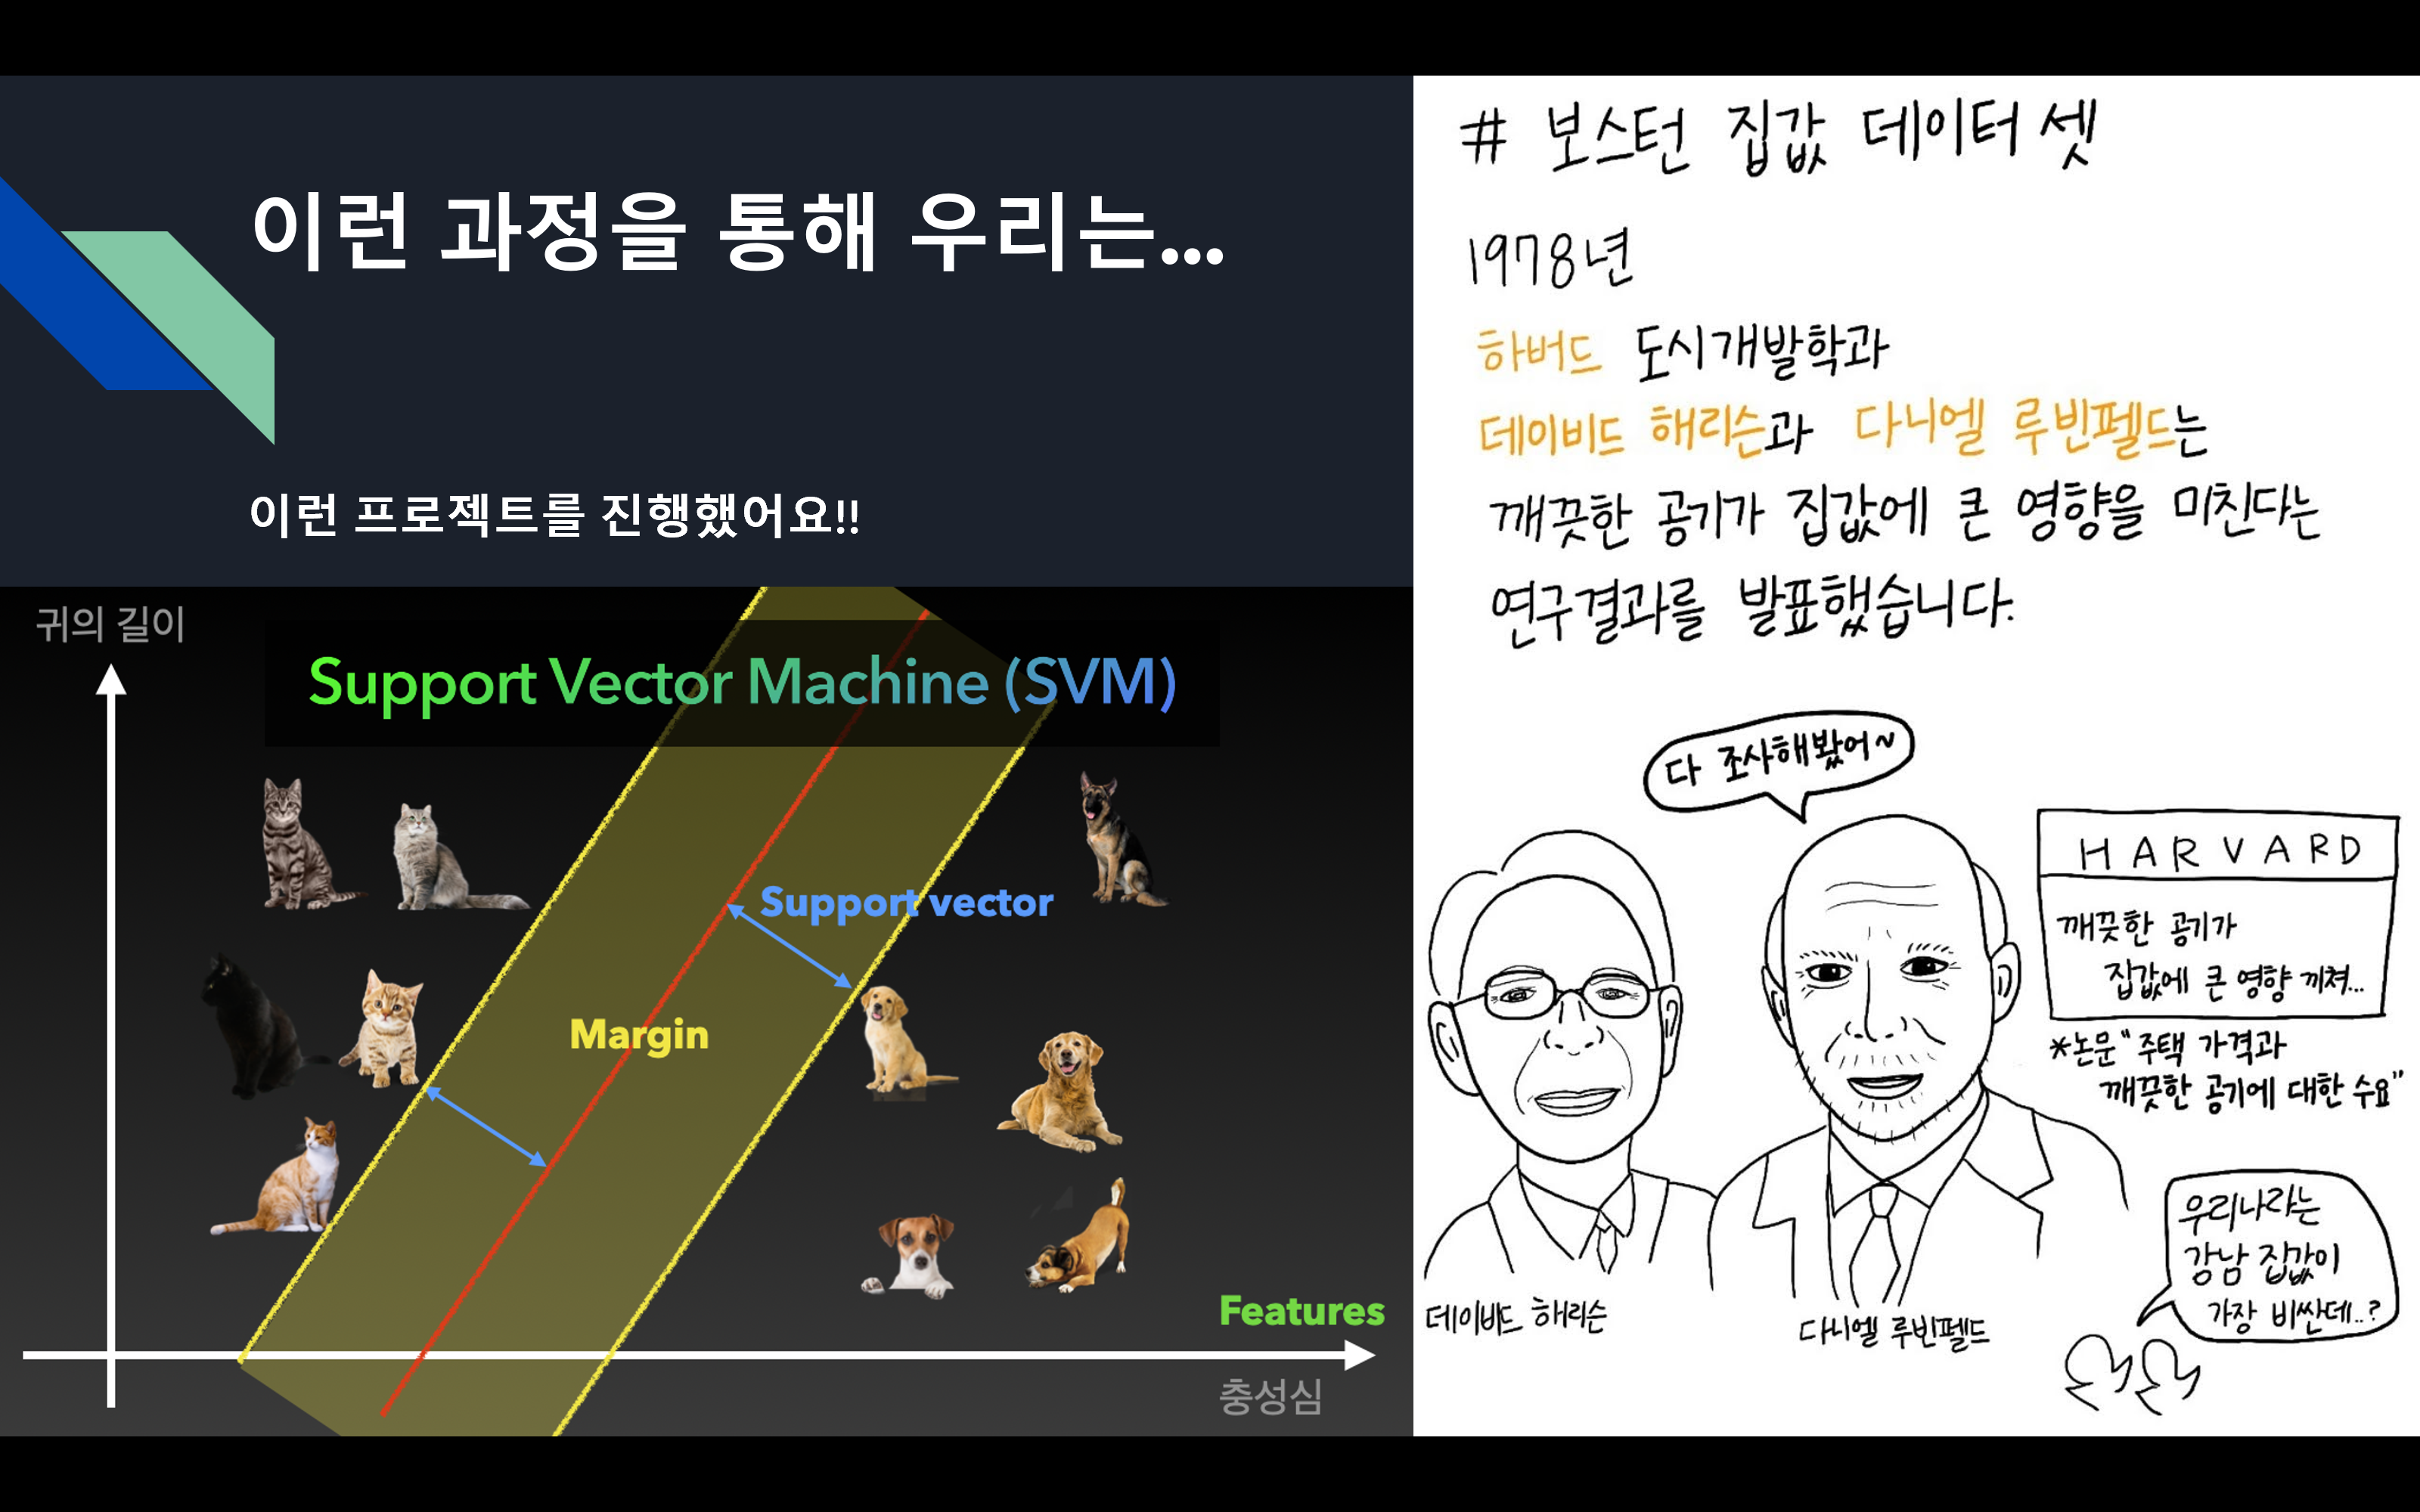 이런 과정을 통해 우리는...
이런 프로젝트를 진행했어요!!
귀의 길이
Support Vector Machine (SVM)
Support vector
Margin
Features
충성심
# 보스턴 집값 데이터 셋
1978년
하버드 도시개발학과
데이비드 해리슨과 다니엘 루빈펠드는
깨끗한 공기가 집값에 큰 영향을 미친다는
연구결과를 발표했습니다.
다 조사해봤어~
HARVARD
깨끗한 공기가
집값에 큰 영향 끼쳐...
*논문 "주택 가격과
깨끗한 공기에 대한 수요"
우리나라는
강남 집값이
가장 비싼데..?
데이비드 해리슨
다니엘 루빈펠드